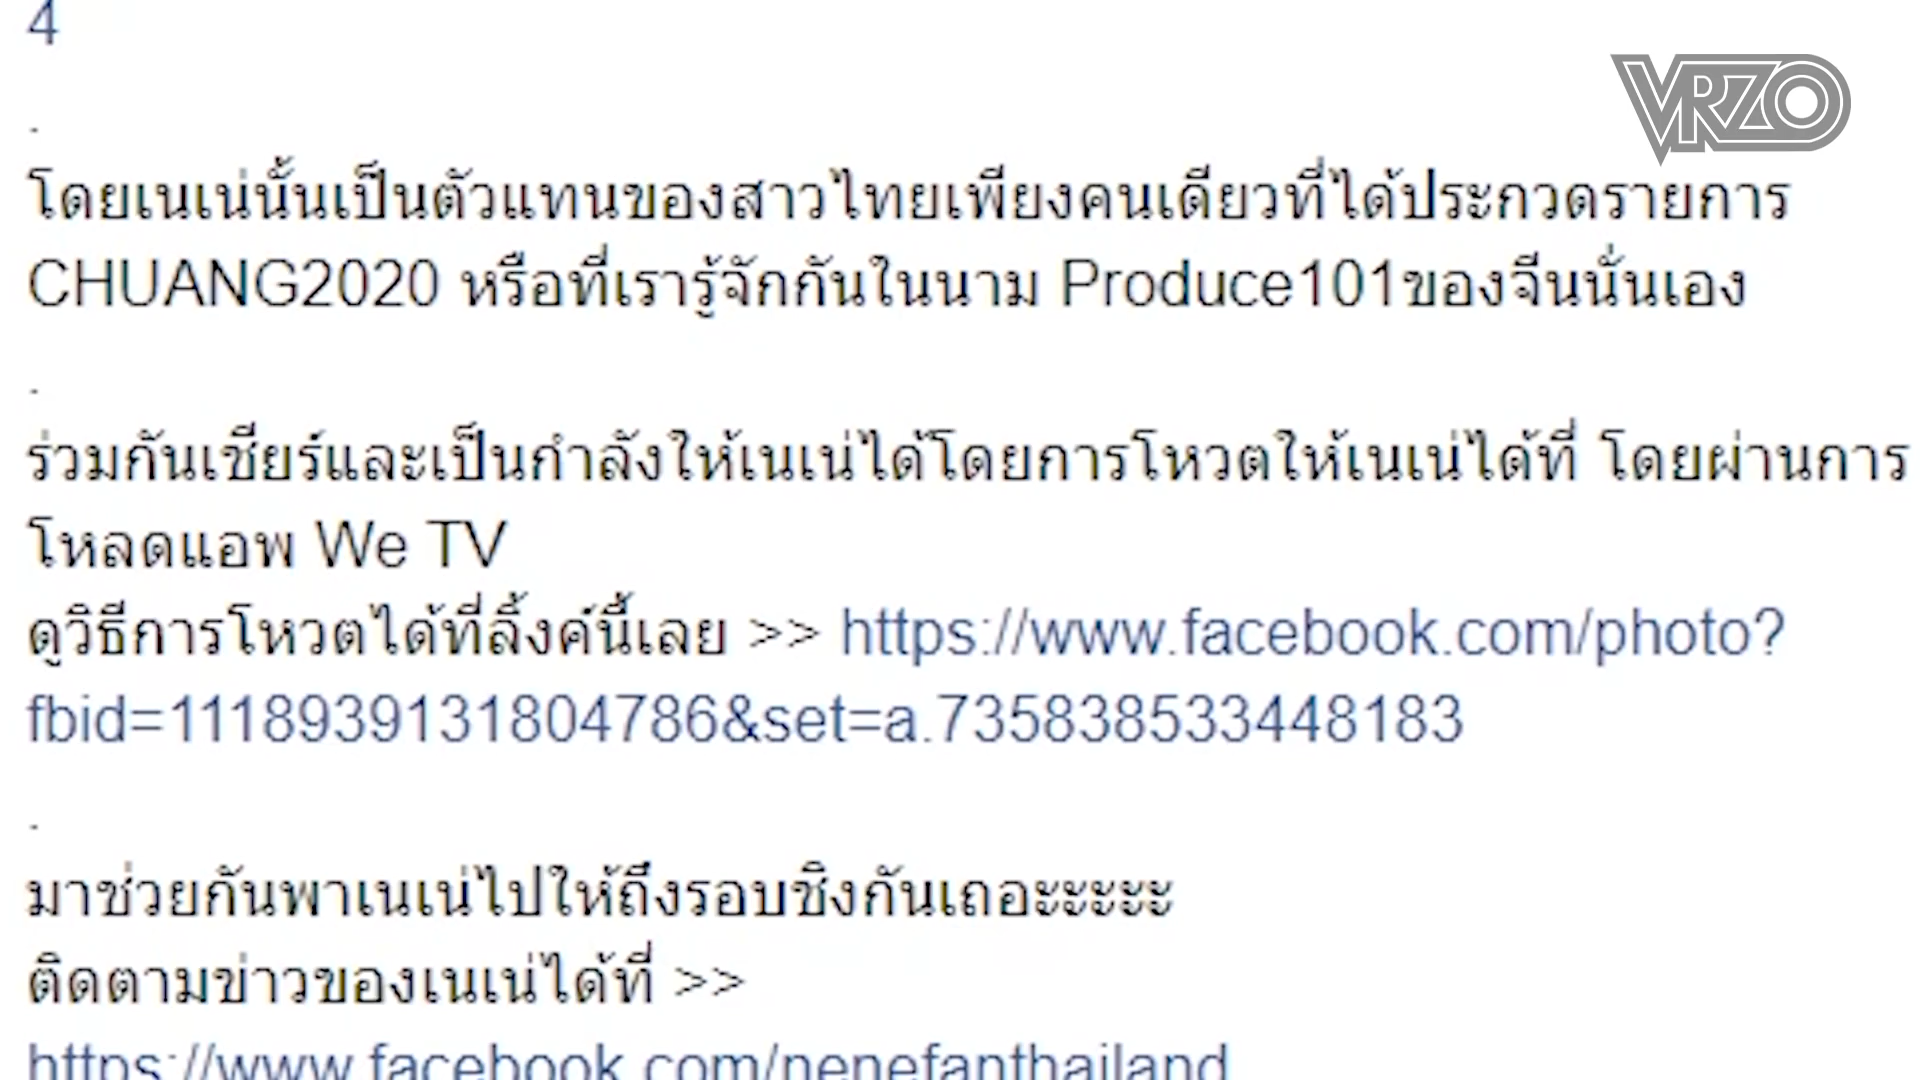 4
VRZO
.
โดยเนเน่นั้นเป็นตัวแทนของสาวไทยเพียงคนเดียวที่ได้ประกวดรายการ
CHUANG2020 หรือที่เรารู้จักกันในนาม Produce101ของจีนนั่นเอง
.
ร่วมกันเชียร์และเป็นกำลังให้เนเน่ได้โดยการโหวตให้เนเน่ได้ที่ โดยผ่านการ
โหลดแอพ We TV
ดูวิธีการโหวตได้ที่ลิ้งค์นี้เลย >> https://www.facebook.com/photo?
fbid=1118939131804786&set=a.735838533448183
.
มาช่วยกันพาเนเน่ไปให้ถึงรอบชิงกันเถอะะะะะ
ติดตามข่าวของเนเน่ได้ที่ >>
https://www.facebook.com/nenefanthailand